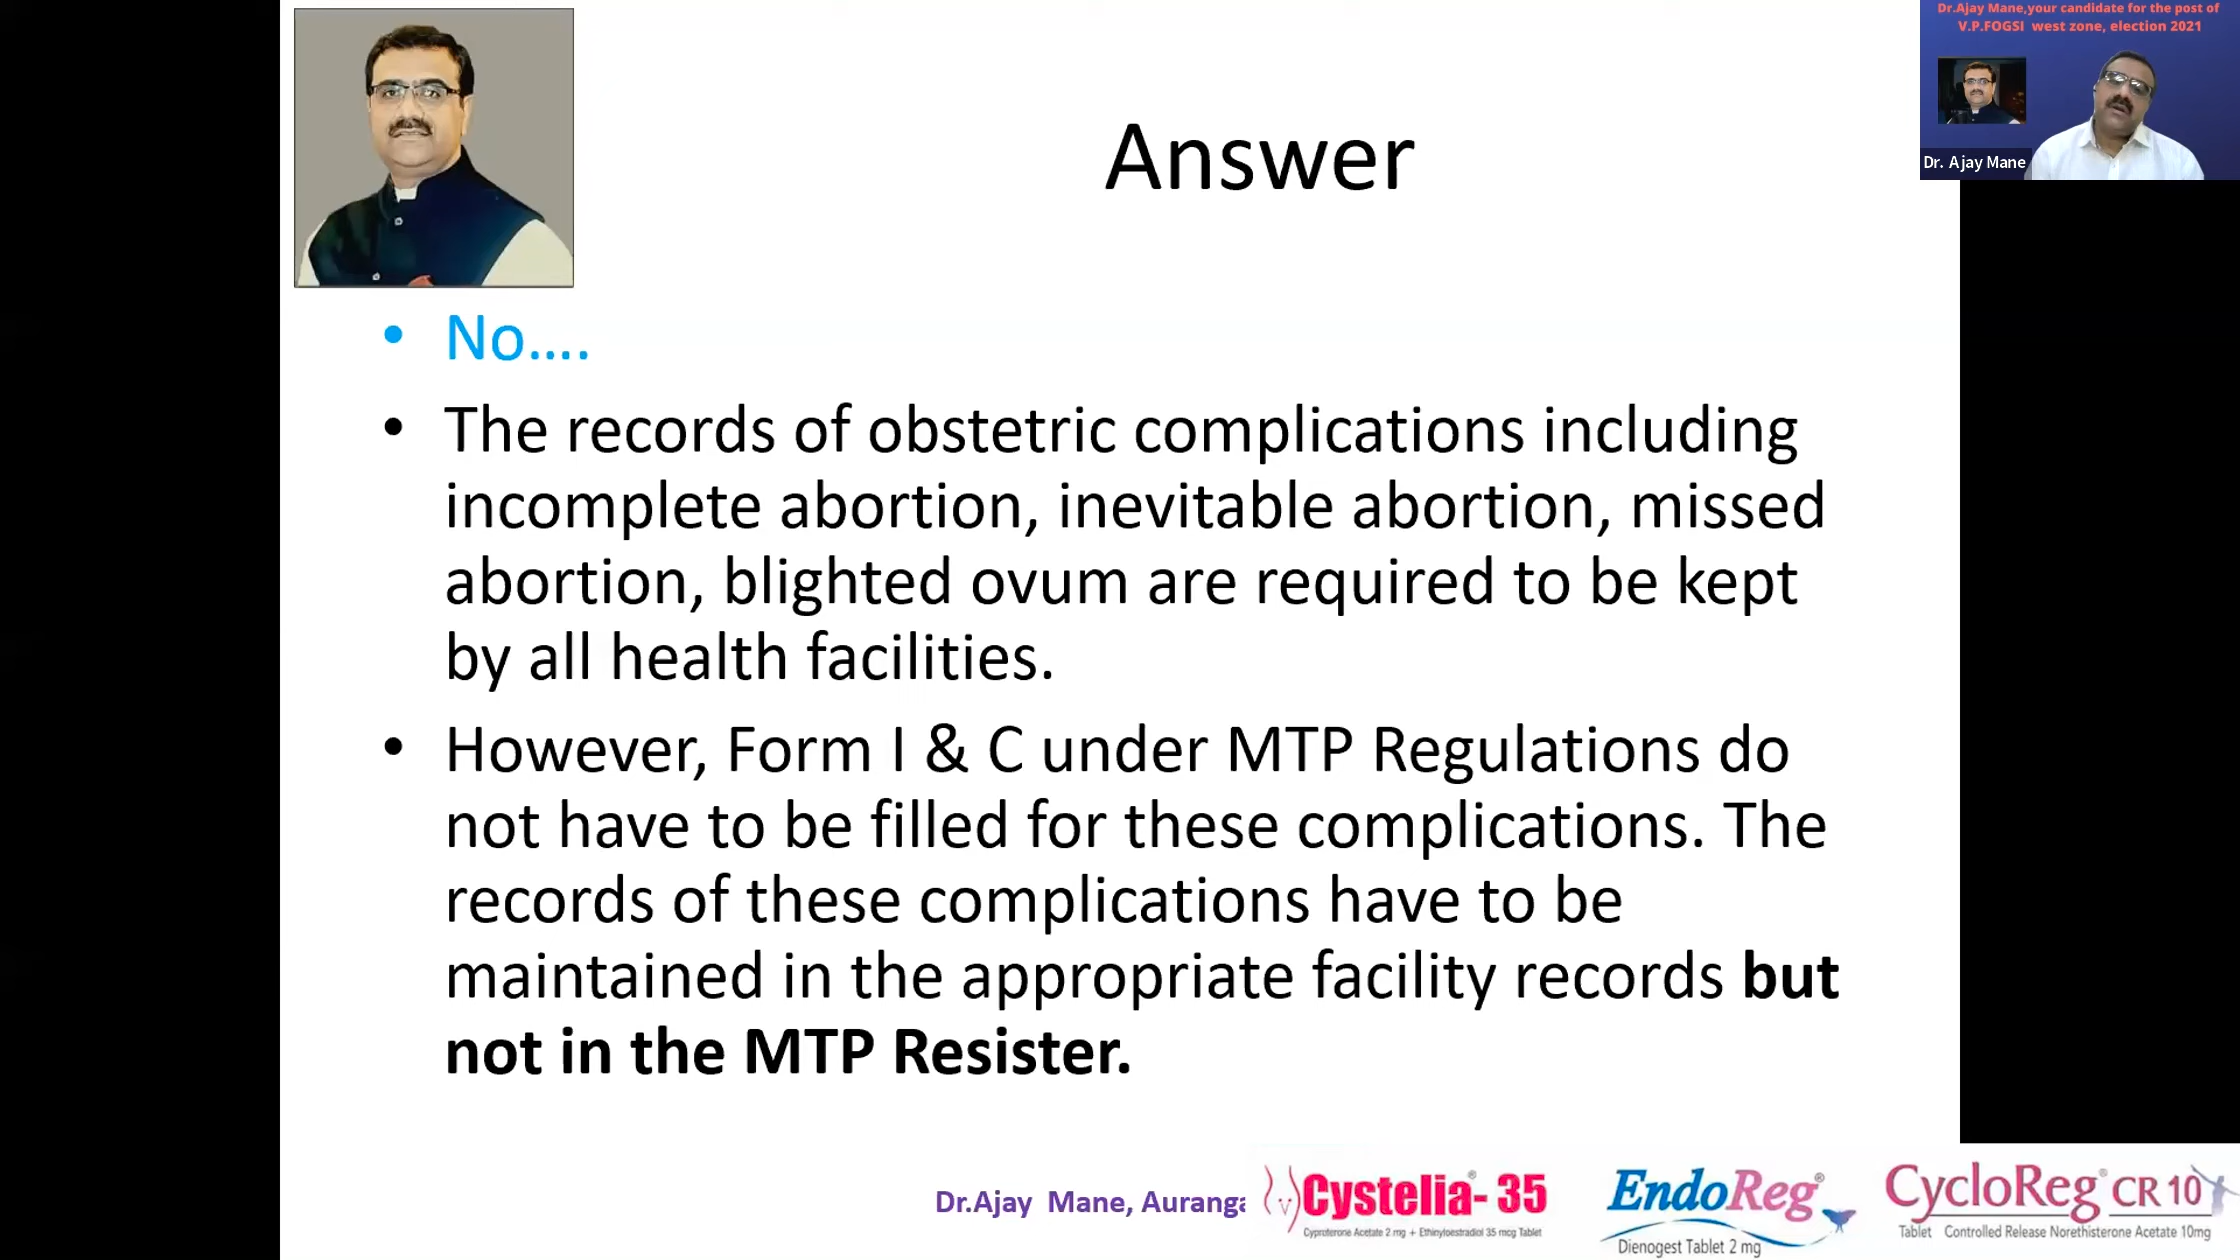 Dr.Ajay Mane,your candidate for the post of
V.P.FOGSI west zone, election 2021
Dr. Ajay Mane
Answer
• No....
• The records of obstetric complications including
incomplete abortion, inevitable abortion, missed
abortion, blighted ovum are required to be kept
by all health facilities.
• However, Form I & C under MTP Regulations do
not have to be filled for these complications. The
records of these complications have to be
maintained in the appropriate facility records but
not in the MTP Resister.
Dr.Ajay Mane, Auranga
Cystelia®- 35
Cyproterone Acetate 2 mg + Ethinyloestradiol 35 mcg Tablet
EndoReg®
Dienogest Tablet 2 mg
CycloReg® CR 10
Tablet Controlled Release Norethisterone Acetate 10mg